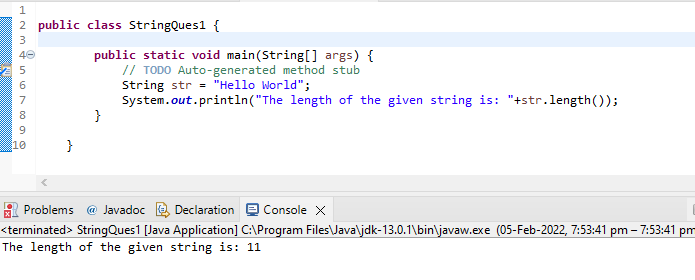 1
2 public class StringQues1 {
3
4 public static void main(String[] args) {
5 // TODO Auto-generated method stub
6 String str = "Hello World";
7 System.out.println("The length of the given string is: "+str.length());
8 }
9
10 }
Problems @ Javadoc Declaration Console
<terminated> StringQues1 [Java Application] C:\Program Files\Java\jdk-13.0.1\bin\javaw.exe (05-Feb-2022, 7:53:41 pm – 7:53:41 pm
The length of the given string is: 11